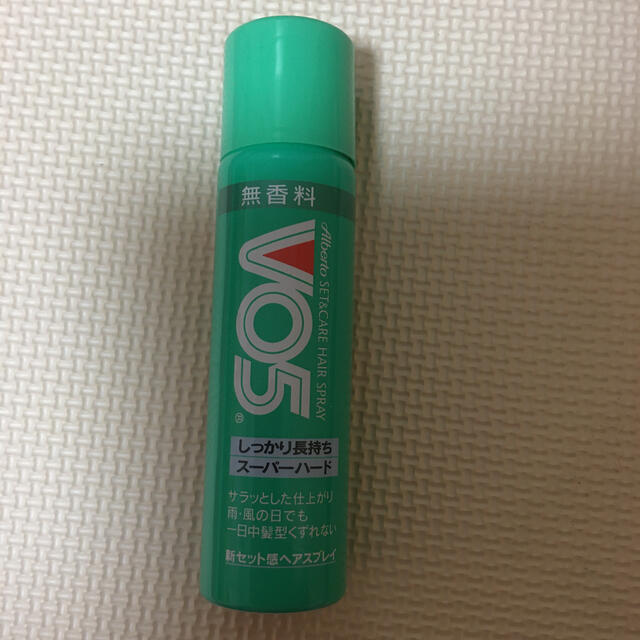 無香料
Alberto SET&CARE HAIR SPRAY
VO5®
しっかり長持ち
スーパーハード
サラッとした仕上がり
雨・風の日でも
一日中髪型くずれない
新セット感ヘアスプレイ